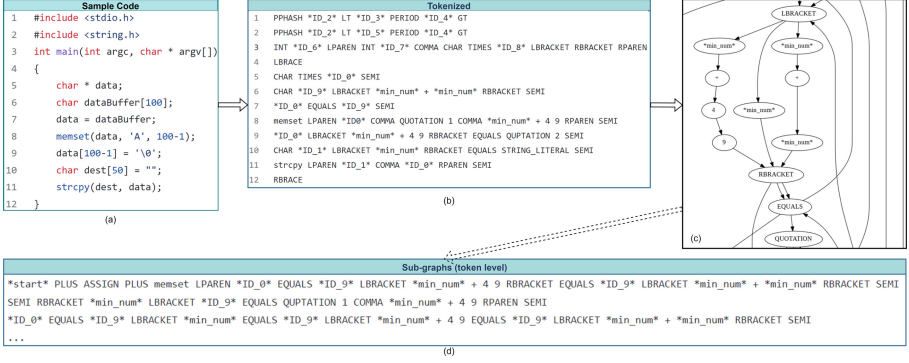 Sample Code
1 #include <stdio.h>
2 #include <string.h>
3 int main(int argc, char * argv[])
4 {
5 char * data;
6 char dataBuffer[100];
7 data = dataBuffer;
8 memset(data, 'A', 100-1);
9 data[100-1] = '\0';
10 char dest[50] = "";
11 strcpy(dest, data);
12 }
(a)
Tokenized
1 PPHASH *ID_2* LT *ID_3* PERIOD *ID_4* GT
2 PPHASH *ID_2* LT *ID_5* PERIOD *ID_4* GT
3 INT *ID_6* LPAREN INT *ID_7* COMMA CHAR TIMES *ID_8* LBRACKET RBRACKET RPAREN
4 LBRACE
5 CHAR TIMES *ID_0* SEMI
6 CHAR *ID_9* LBRACKET *min_num* + *min_num* RBRACKET SEMI
7 *ID_0* EQUALS *ID_9* SEMI
8 memset LPAREN *ID0* COMMA QUOTATION 1 COMMA *min_num* + 4 9 RPAREN SEMI
9 *ID_0* LBRACKET *min_num* + 4 9 RBRACKET EQUALS QUPTATION 2 SEMI
10 CHAR *ID_1* LBRACKET *min_num* RBRACKET EQUALS STRING_LITERAL SEMI
11 strcpy LPAREN *ID_1* COMMA *ID_0* RPAREN SEMI
12 RBRACE
(b)
LBRACKET
*min_num* *min_num*
+ +
4 *min_num*
9 *min_num*
RBRACKET
EQUALS
QUOTATION
(c)
Sub-graphs (token level)
*start* PLUS ASSIGN PLUS memset LPAREN *ID_0* EQUALS *ID_9* LBRACKET *min_num* + 4 9 RBRACKET EQUALS *ID_9* LBRACKET *min_num* + *min_num* RBRACKET SEMI
SEMI RBRACKET *min_num* LBRACKET *ID_9* EQUALS QUPTATION 1 COMMA *min_num* + 4 9 RPAREN SEMI
*ID_0* EQUALS *ID_9* LBRACKET *min_num* EQUALS *ID_9* LBRACKET *min_num* + 4 9 EQUALS *ID_9* LBRACKET *min_num* + *min_num* RBRACKET SEMI
...
(d)